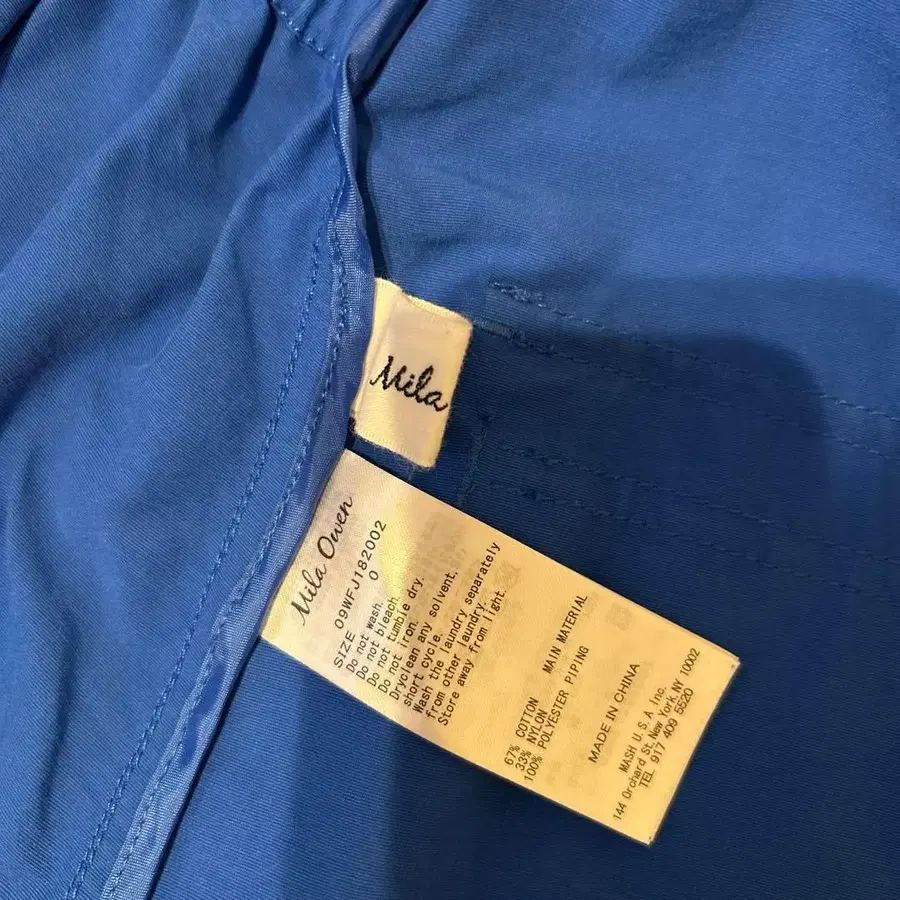 Mila
Mila Owen
09WFJ182002
SIZE 0
Do not wash.
Do not bleach.
Do not tumble dry.
Do not iron.
Dryclean any solvent,
short cycle.
Wash the laundry separately
from other laundry.
Store away from light.
MAIN MATERIAL
67% COTTON
33% NYLON
100% POLYESTER PIPING
MADE IN CHINA
MASH U.S.A Inc.
144 Orchard St, New York, NY 10002
TEL 917 409 5520